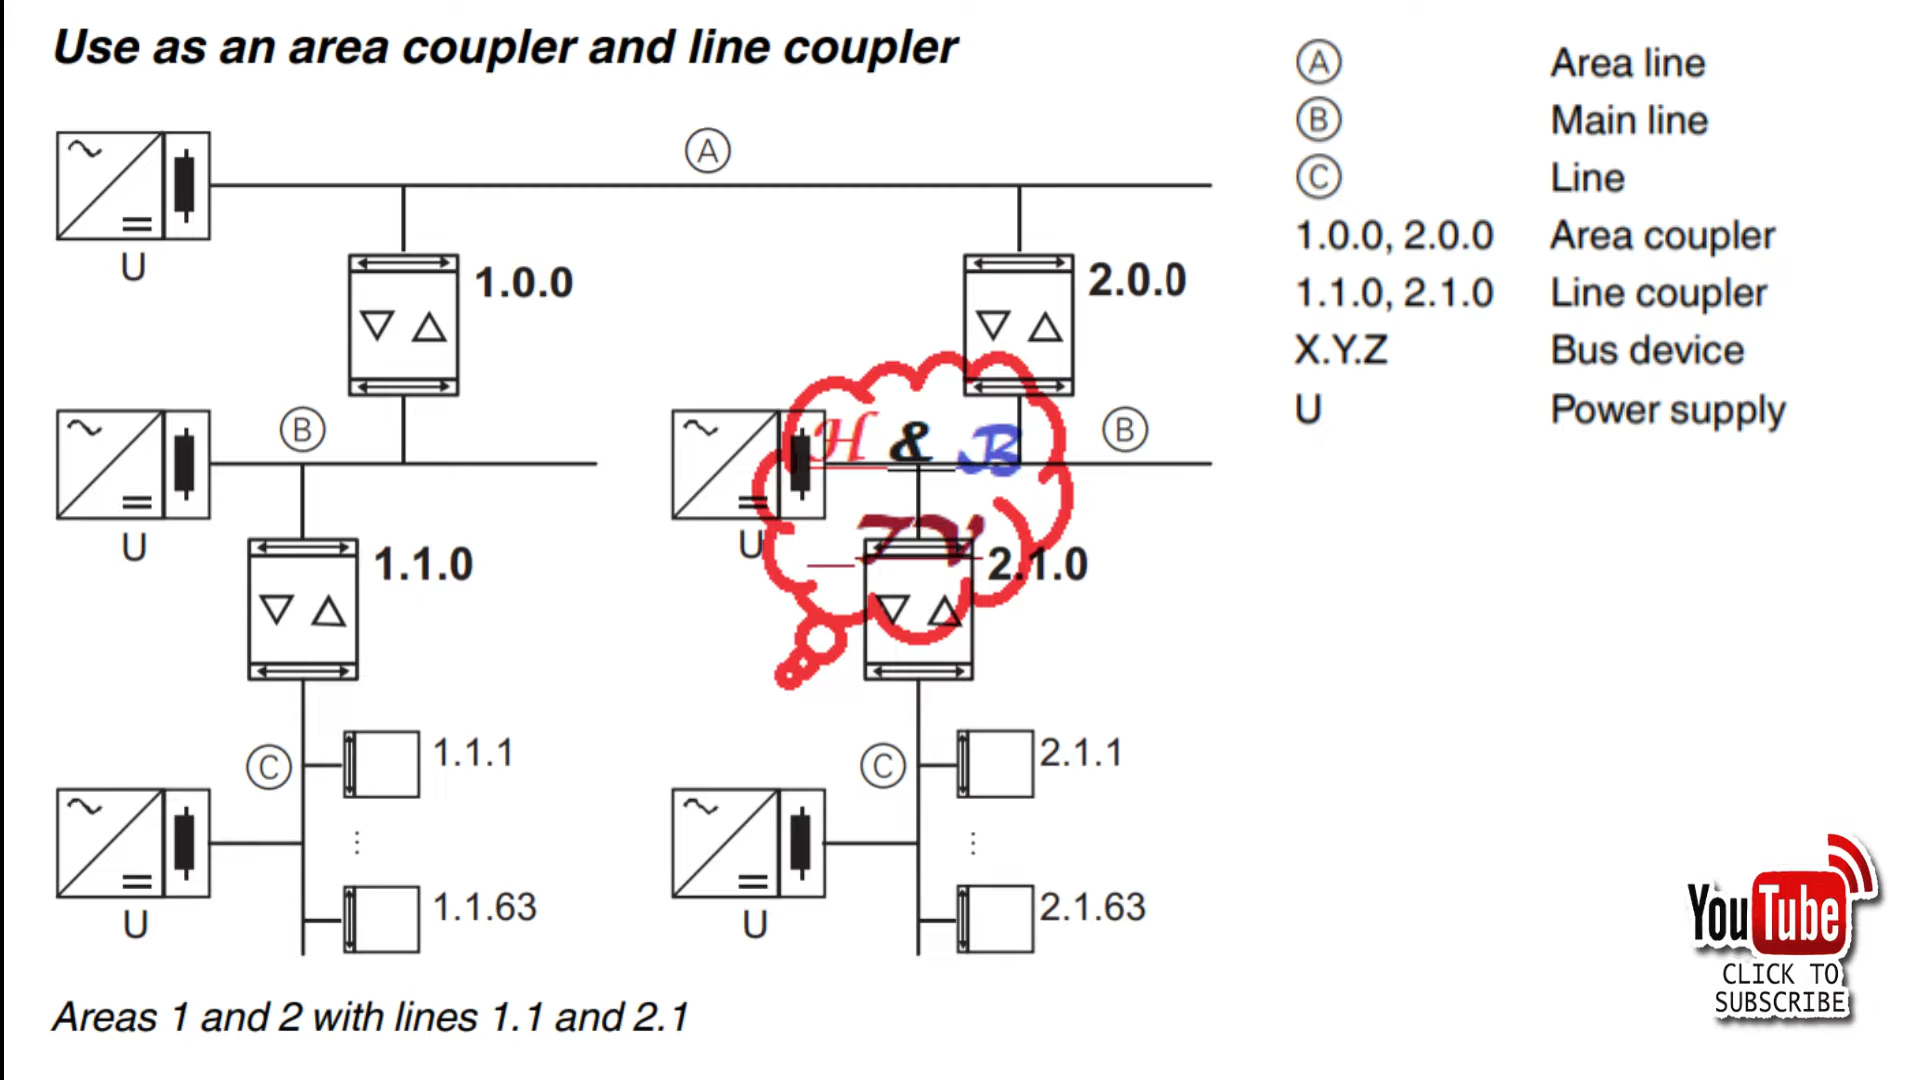 Use as an area coupler and line coupler
A Area line
B Main line
C Line
1.0.0, 2.0.0 Area coupler
1.1.0, 2.1.0 Line coupler
X.Y.Z Bus device
U Power supply
A
U
1.0.0
2.0.0
B
B
H & B
TV
U
U
1.1.0
2.1.0
C
1.1.1
C
2.1.1
U
1.1.63
U
2.1.63
Areas 1 and 2 with lines 1.1 and 2.1
YouTube
CLICK TO
SUBSCRIBE